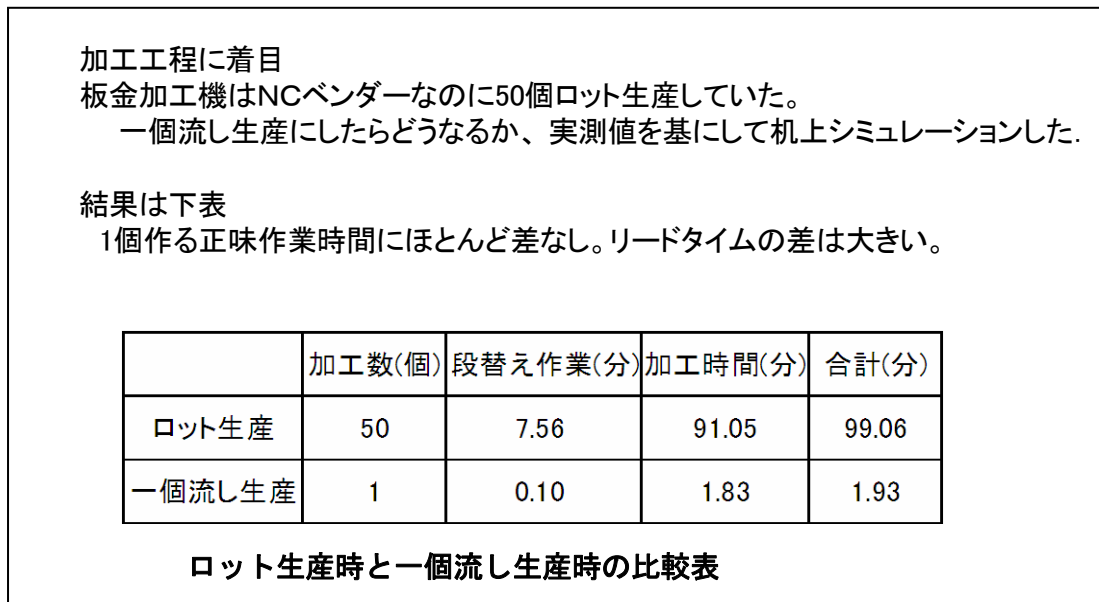 加工工程に着目
板金加工機はNCベンダーなのに50個ロット生産していた。
一個流し生産にしたらどうなるか、実測値を基にして机上シミュレーションした.
結果は下表
1個作る正味作業時間にほとんど差なし。リードタイムの差は大きい。
加工数(個) 段替え作業(分) 加工時間(分) 合計(分)
ロット生産 50 7.56 91.05 99.06
一個流し生産 1 0.10 1.83 1.93
ロット生産時と一個流し生産時の比較表